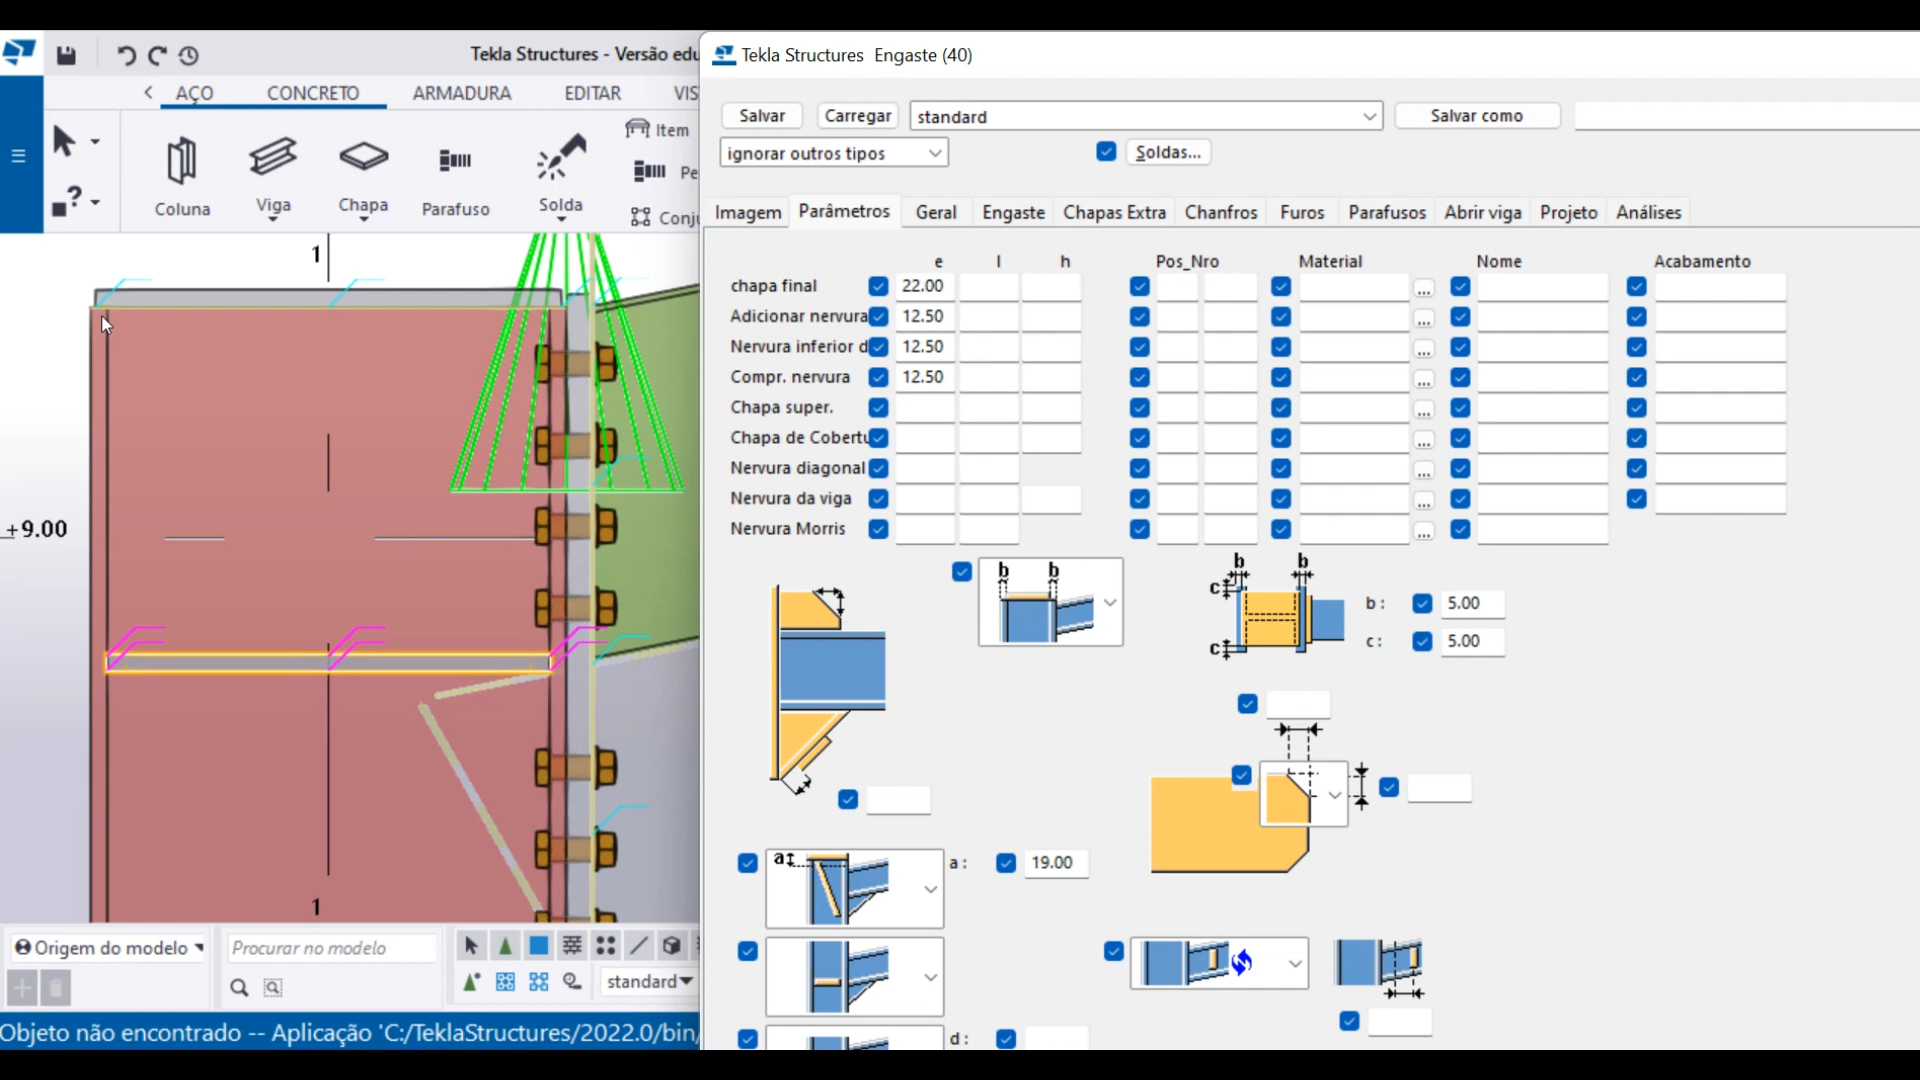 Tekla Structures - Versão edu
AÇO
CONCRETO
ARMADURA
EDITAR
VIS
Coluna
Viga
Chapa
Parafuso
Solda
Item
Pe
Conju
1
+9.00
1
Origem do modelo
Procurar no modelo
standard
Objeto não encontrado -- Aplicação 'C:/TeklaStructures/2022.0/bin/
Tekla Structures Engaste (40)
Salvar
Carregar
standard
Salvar como
ignorar outros tipos
Soldas...
Imagem
Parâmetros
Geral
Engaste
Chapas Extra
Chanfros
Furos
Parafusos
Abrir viga
Projeto
Análises
e l h Pos_Nro Material Nome Acabamento
chapa final 22.00 ...
Adicionar nervura 12.50 ...
Nervura inferior d 12.50 ...
Compr. nervura 12.50 ...
Chapa super. ...
Chapa de Cobertu ...
Nervura diagonal ...
Nervura da viga ...
Nervura Morris ...
b b
b b
c
c
b : 5.00
c : 5.00
a
a : 19.00
d :